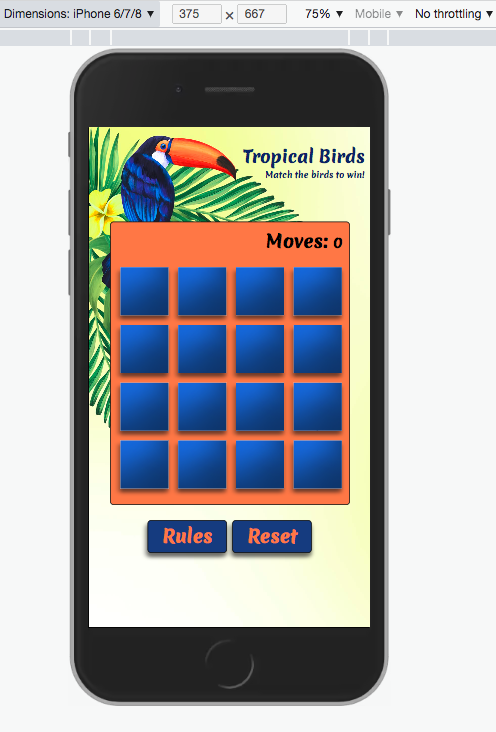 Dimensions: iPhone 6/7/8 ▼ 375 × 667 75% ▼ Mobile ▼ No throttling ▼
Tropical Birds
Match the birds to win!
Moves: 0
Rules Reset